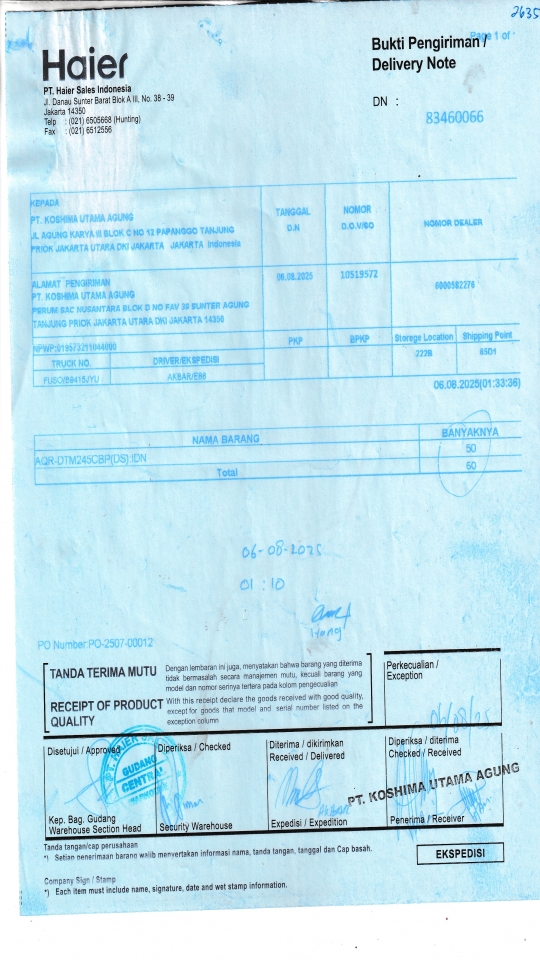 2635
Page 1 of
Haier
Bukti Pengiriman /
Delivery Note
PT. Haier Sales Indonesia
Jl. Danau Sunter Barat Blok A III, No. 38 - 39
Jakarta 14350
Telp : (021) 6505668 (Hunting)
Fax : (021) 6512556
DN :
83460066
KEPADA
PT. KOSHIMA UTAMA AGUNG
JL AGUNG KARYA III BLOK C NO 12 PAPANGGO TANJUNG
PRIOK JAKARTA UTARA DKI JAKARTA JAKARTA Indonesia
TANGGAL
D.N
NOMOR
D.O.V/SO
NOMOR DEALER
ALAMAT PENGIRIMAN
PT. KOSHIMA UTAMA AGUNG
PERUM SAC NUSANTARA BLOK D NO FAV 38 SUNTER AGUNG
TANJUNG PRIOK JAKARTA UTARA DKI JAKARTA 14350
06.08.2025
10519572
8000582276
NPWP:018573211044000
PKP
BPKP
Storege Location
Shipping Point
222B
85D1
TRUCK NO.
DRIVER/EKSPEDISI
FUSO/B9415JYU
AKBAR/E88
06.08.2025(01:33:36)
NAMA BARANG
BANYAKNYA
AQR-DTM245CBP(DS):IDN
50
Total
50
06-08-2025
01 : 10
PO Number:PO-2507-00012
TANDA TERIMA MUTU
Dengan lembaran ini juga, menyatakan bahwa barang yang diterima
tidak bermasalah secara manajemen mutu, kecuali barang yang
model dan nomor serinya tertera pada kolom pengecualian
RECEIPT OF PRODUCT
QUALITY
With this receipt declare the goods received with good quality,
except for goods that model and serial number listed on the
exception column
Perkecualian /
Exception
06/08/25
Disetujui / Approved
Diperiksa / Checked
Diterima / dikirimkan
Received / Delivered
Diperiksa / diterima
Checked / Received
GUDANG
CENTRAL
PT. KOSHIMA UTAMA AGUNG
Kep. Bag. Gudang
Warehouse Section Head
Security Warehouse
Expedisi / Expedition
Penerima / Receiver
Tanda tangan/cap perusahaan
*) Setian penerimaan barang wajib menyertakan informasi nama, tanda tangan, tanggal dan Cap basah.
EKSPEDISI
Company Sign / Stamp
*) Each item must include name, signature, date and wet stamp information.